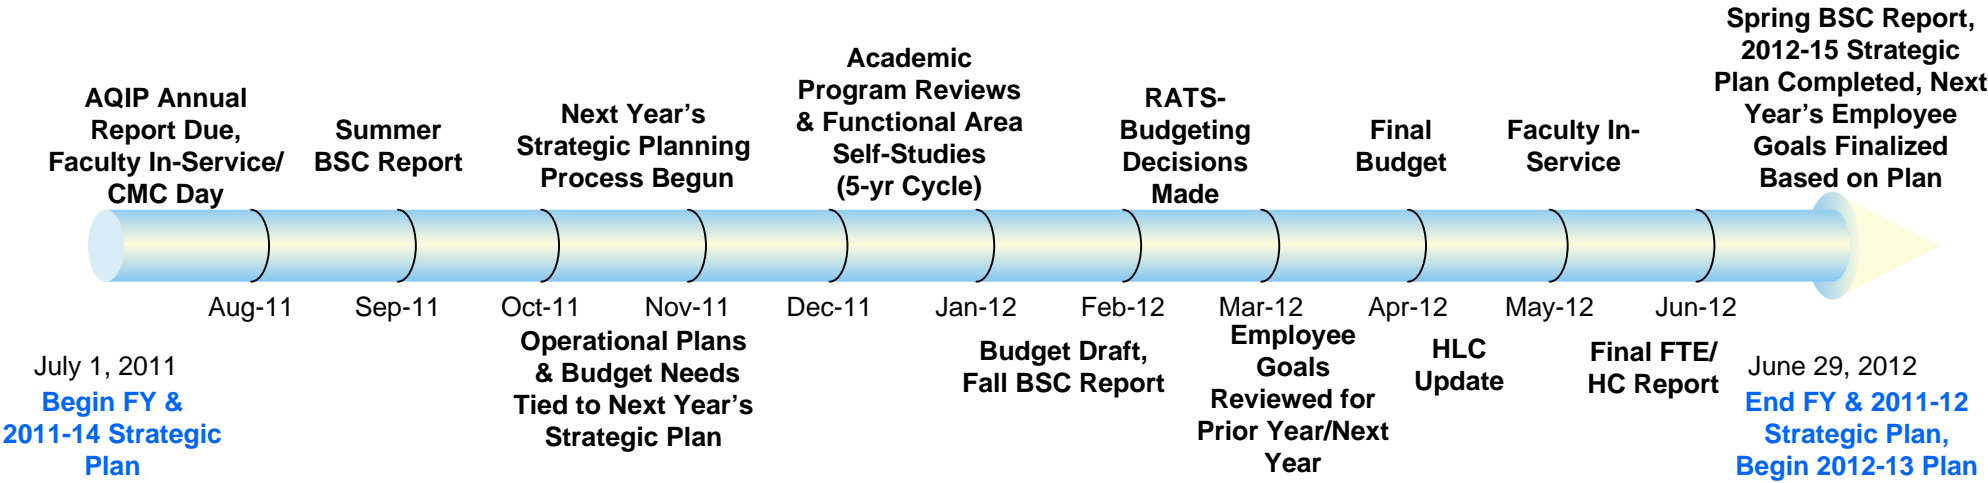 AQIP Annual
Report Due,
Faculty In-Service/
CMC Day
Summer
BSC Report
Next Year’s
Strategic Planning
Process Begun
Academic
Program Reviews
& Functional Area
Self-Studies
(5-yr Cycle)
RATS-
Budgeting
Decisions
Made
Final
Budget
Faculty In-
Service
Spring BSC Report,
2012-15 Strategic
Plan Completed, Next
Year’s Employee
Goals Finalized
Based on Plan
Aug-11
Sep-11
Oct-11
Nov-11
Dec-11
Jan-12
Feb-12
Mar-12
Apr-12
May-12
Jun-12
July 1, 2011
Begin FY &
2011-14 Strategic
Plan
Operational Plans
& Budget Needs
Tied to Next Year’s
Strategic Plan
Budget Draft,
Fall BSC Report
Employee
Goals
Reviewed for
Prior Year/Next
Year
HLC
Update
Final FTE/
HC Report
June 29, 2012
End FY & 2011-12
Strategic Plan,
Begin 2012-13 Plan